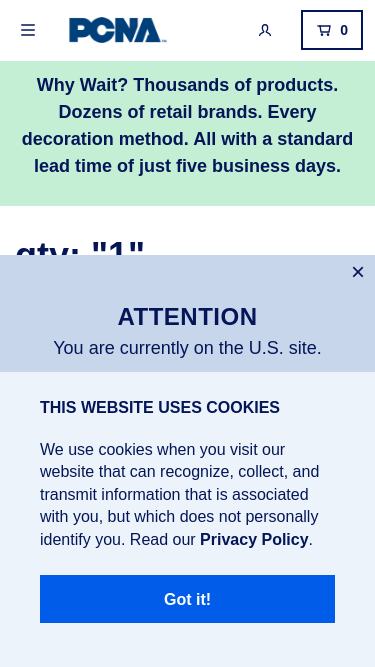 PCNA
0
Why Wait? Thousands of products.
Dozens of retail brands. Every
decoration method. All with a standard
lead time of just five business days.
qty: "1"
ATTENTION
You are currently on the U.S. site.
THIS WEBSITE USES COOKIES
We use cookies when you visit our
website that can recognize, collect, and
transmit information that is associated
with you, but which does not personally
identify you. Read our Privacy Policy.
Got it!